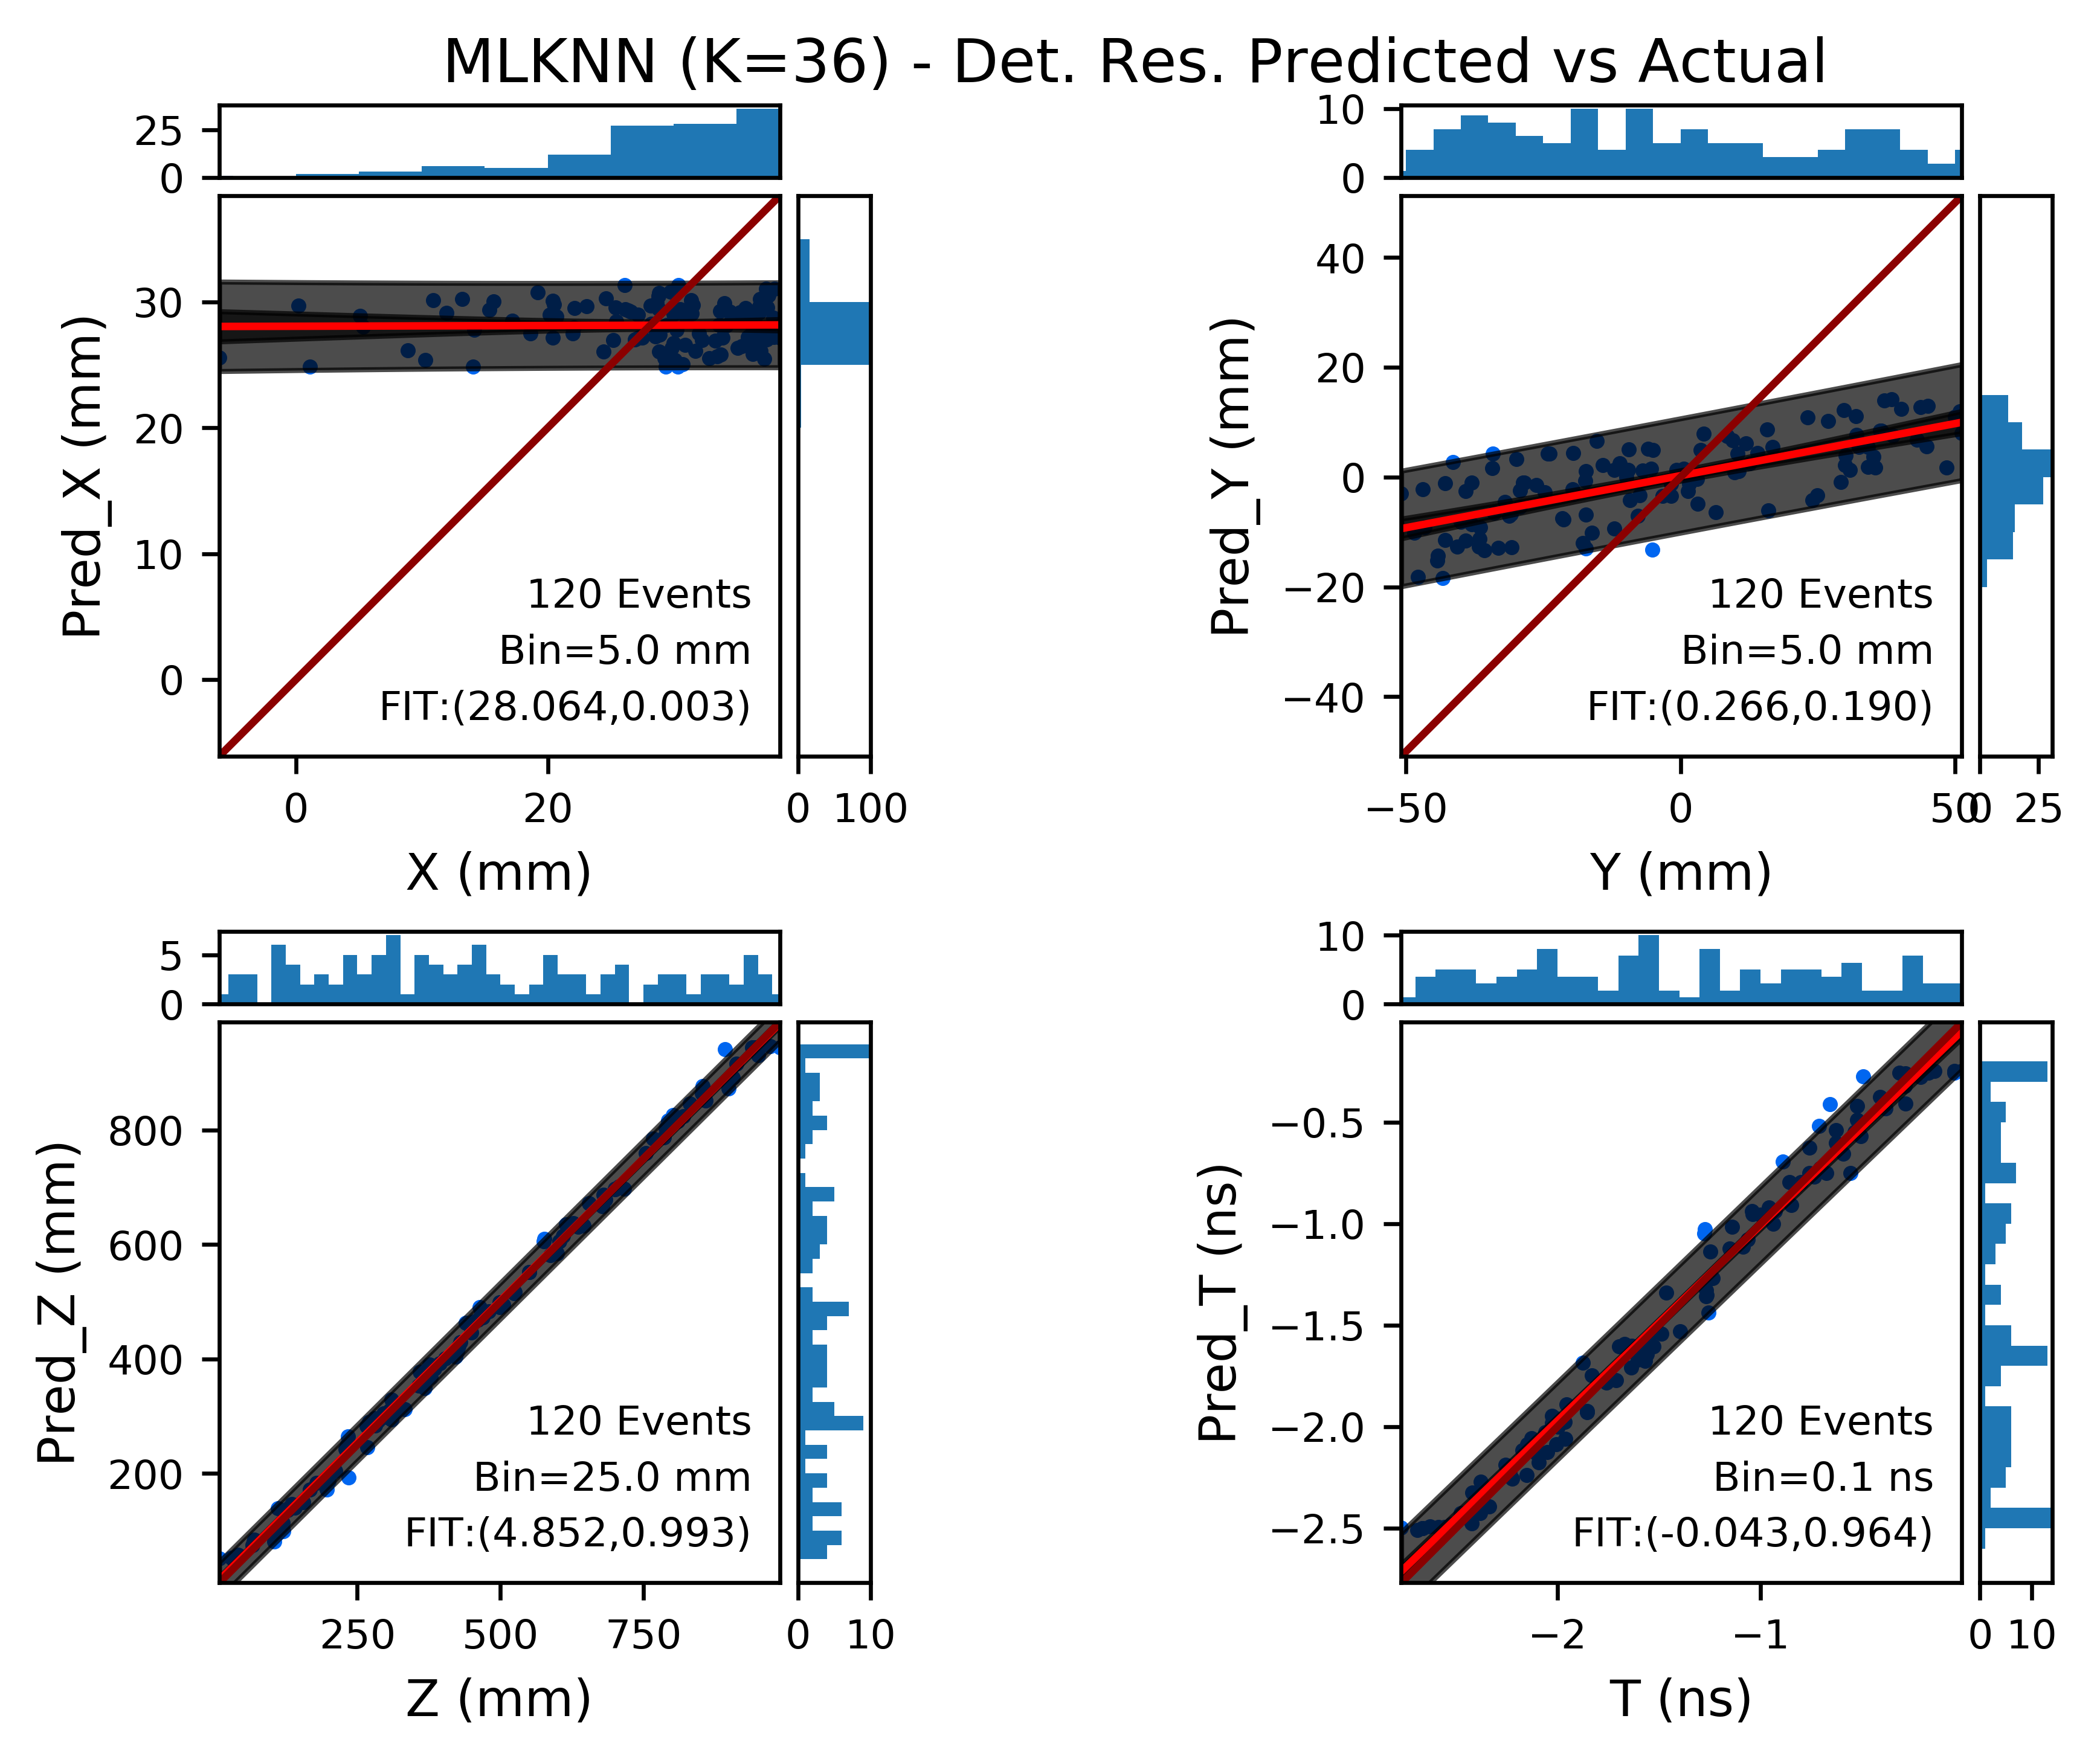 MLKNN (K=36) - Det. Res. Predicted vs Actual
25
0
30
20
10
0
Pred_X (mm)
120 Events
Bin=5.0 mm
FIT:(28.064,0.003)
0
20
0
100
X (mm)
10
0
40
20
0
−20
−40
Pred_Y (mm)
120 Events
Bin=5.0 mm
FIT:(0.266,0.190)
−50
0
50
0
25
Y (mm)
5
0
800
600
400
200
Pred_Z (mm)
120 Events
Bin=25.0 mm
FIT:(4.852,0.993)
250
500
750
0
10
Z (mm)
10
0
−0.5
−1.0
−1.5
−2.0
−2.5
Pred_T (ns)
120 Events
Bin=0.1 ns
FIT:(-0.043,0.964)
−2
−1
0
10
T (ns)